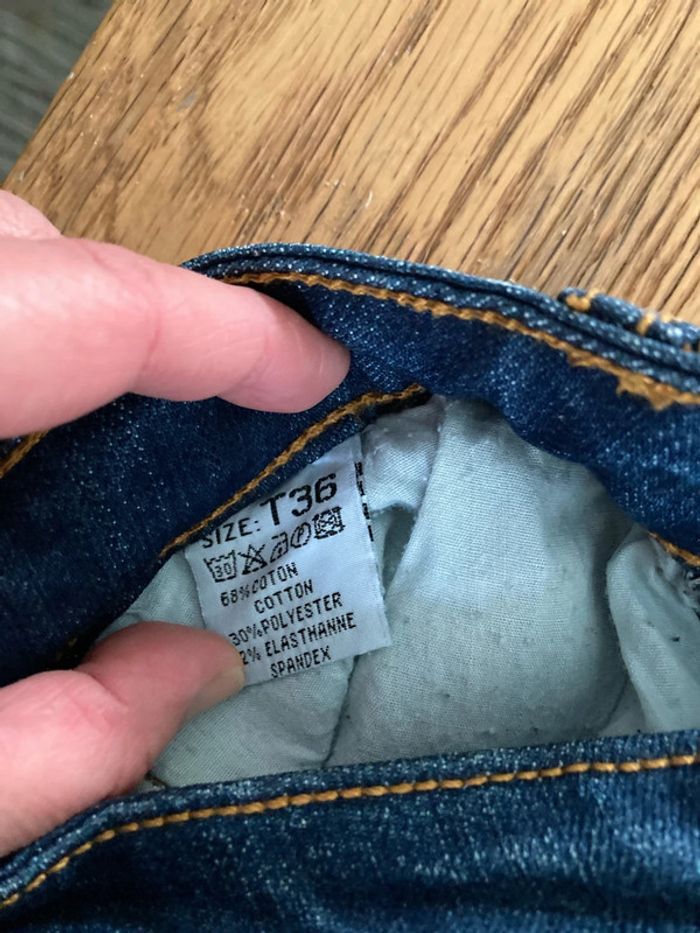 SIZE: T36
30
68%COTON
COTTON
30%POLYESTER
2% ELASTHANNE
SPANDEX